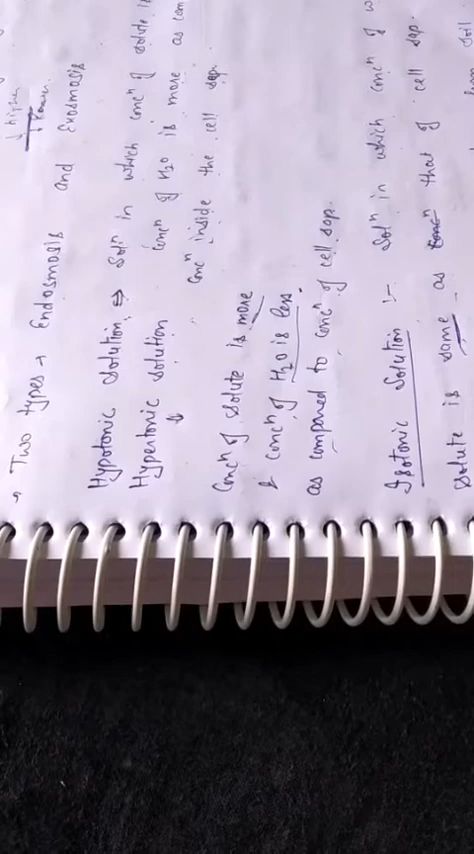 → Two types → Endosmosis and Exosmosis
Hypotonic solution ⇒ Solⁿ in which concⁿ of solute is
Hypertonic solution concⁿ of H₂O is more as com
↓ concⁿ inside the cell sap.
Concⁿ of solute is more
& concⁿ of H₂O is less.
as compared to concⁿ of cell sap.
Isotonic Solution :- Solⁿ in which concⁿ of w
solute is same as that of cell sap.